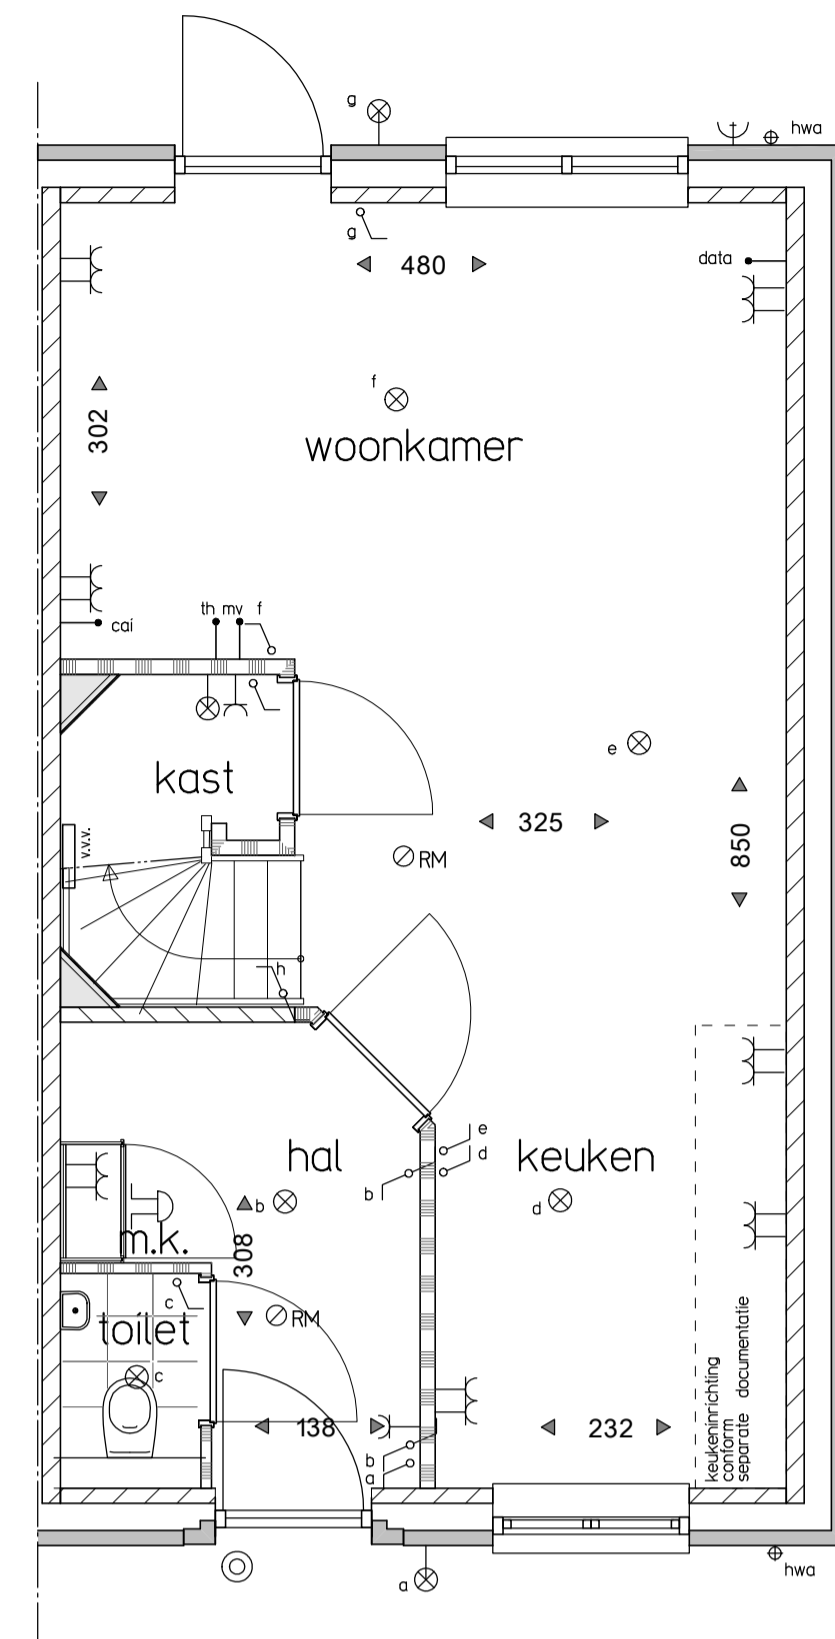 g
hwa
g
480
data
f
302
woonkamer
cai
th mv f
kast
e
325
850
v.v.v.
RM
h
e
hal
keuken
d
b
b
d
m.k.
308
c
toilet
RM
c
keukeninrichting
conform
separate documentatie
138
232
b
a
a
hwa